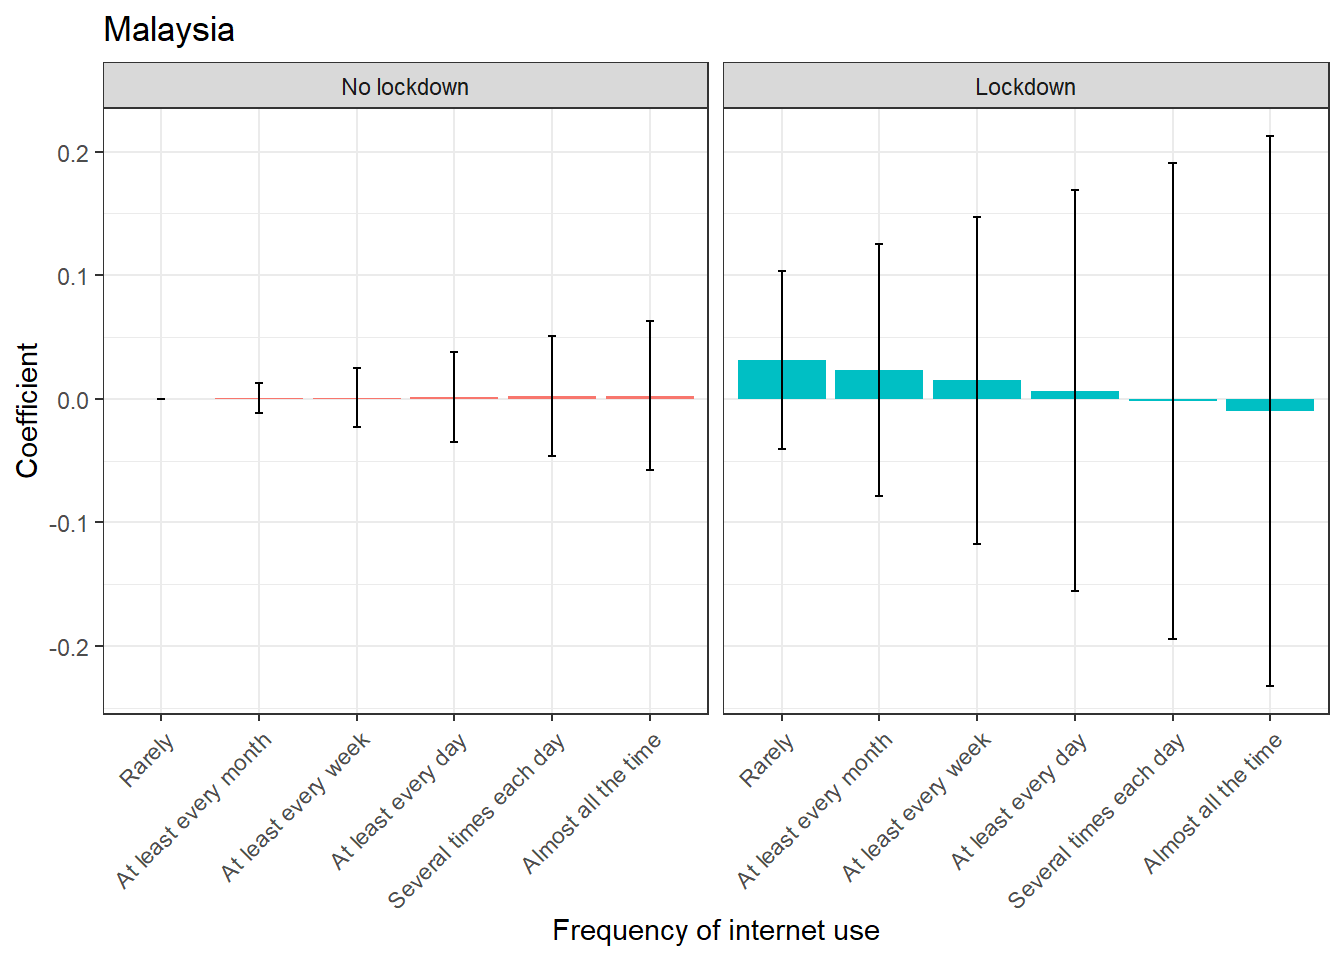 Malaysia
No lockdown
Lockdown
Coefficient
0.2
0.1
0.0
-0.1
-0.2
Rarely
At least every month
At least every week
At least every day
Several times each day
Almost all the time
Rarely
At least every month
At least every week
At least every day
Several times each day
Almost all the time
Frequency of internet use